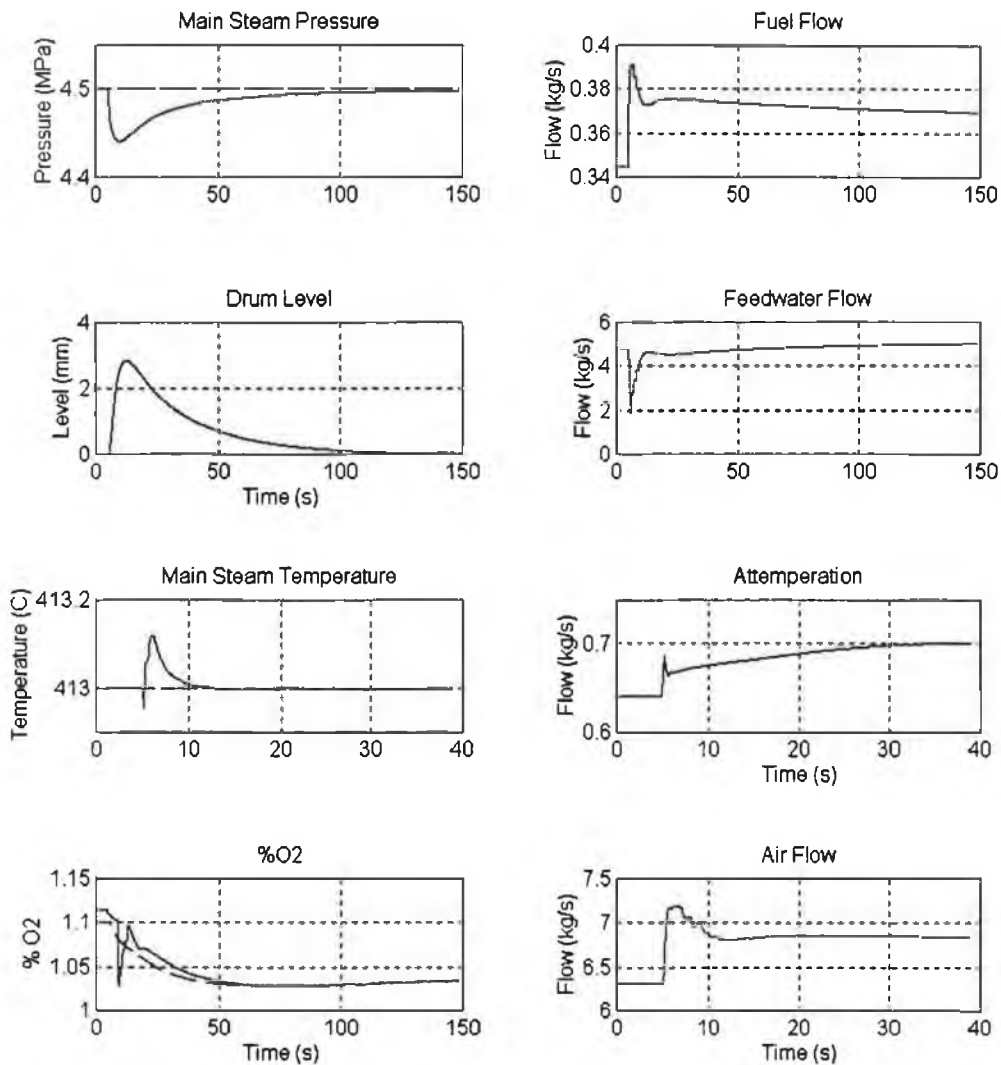 Main Steam Pressure
Pressure (MPa)
4.5
4.4
0 50 100 150
Fuel Flow
Flow (kg/s)
0.4
0.38
0.36
0.34
0 50 100 150
Drum Level
Level (mm)
4
2
0
0 50 100 150
Time (s)
Feedwater Flow
Flow (kg/s)
6
4
2
0
0 50 100 150
Main Steam Temperature
Temperature (C)
413.2
413
0 10 20 30 40
Attemperation
Flow (kg/s)
0.7
0.6
0 10 20 30 40
Time (s)
%O2
% O2
1.15
1.1
1.05
1
0 50 100 150
Time (s)
Air Flow
Flow (kg/s)
7.5
7
6.5
6
0 10 20 30 40
Time (s)